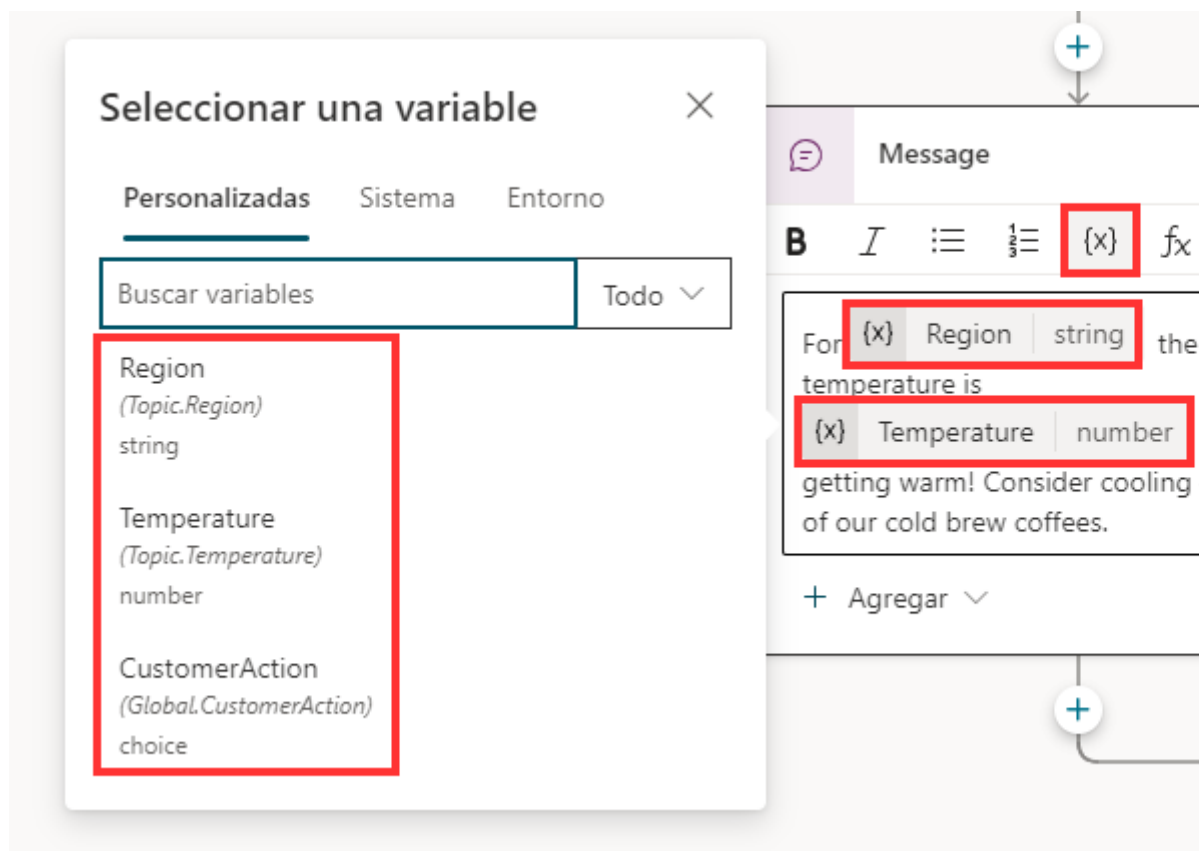 Seleccionar una variable
Personalizadas Sistema Entorno
Buscar variables Todo
Region
(Topic.Region)
string
Temperature
(Topic.Temperature)
number
CustomerAction
(Global.CustomerAction)
choice
Message
B I {x} fx
For {x} Region string the
temperature is
{x} Temperature number
getting warm! Consider cooling
of our cold brew coffees.
+ Agregar